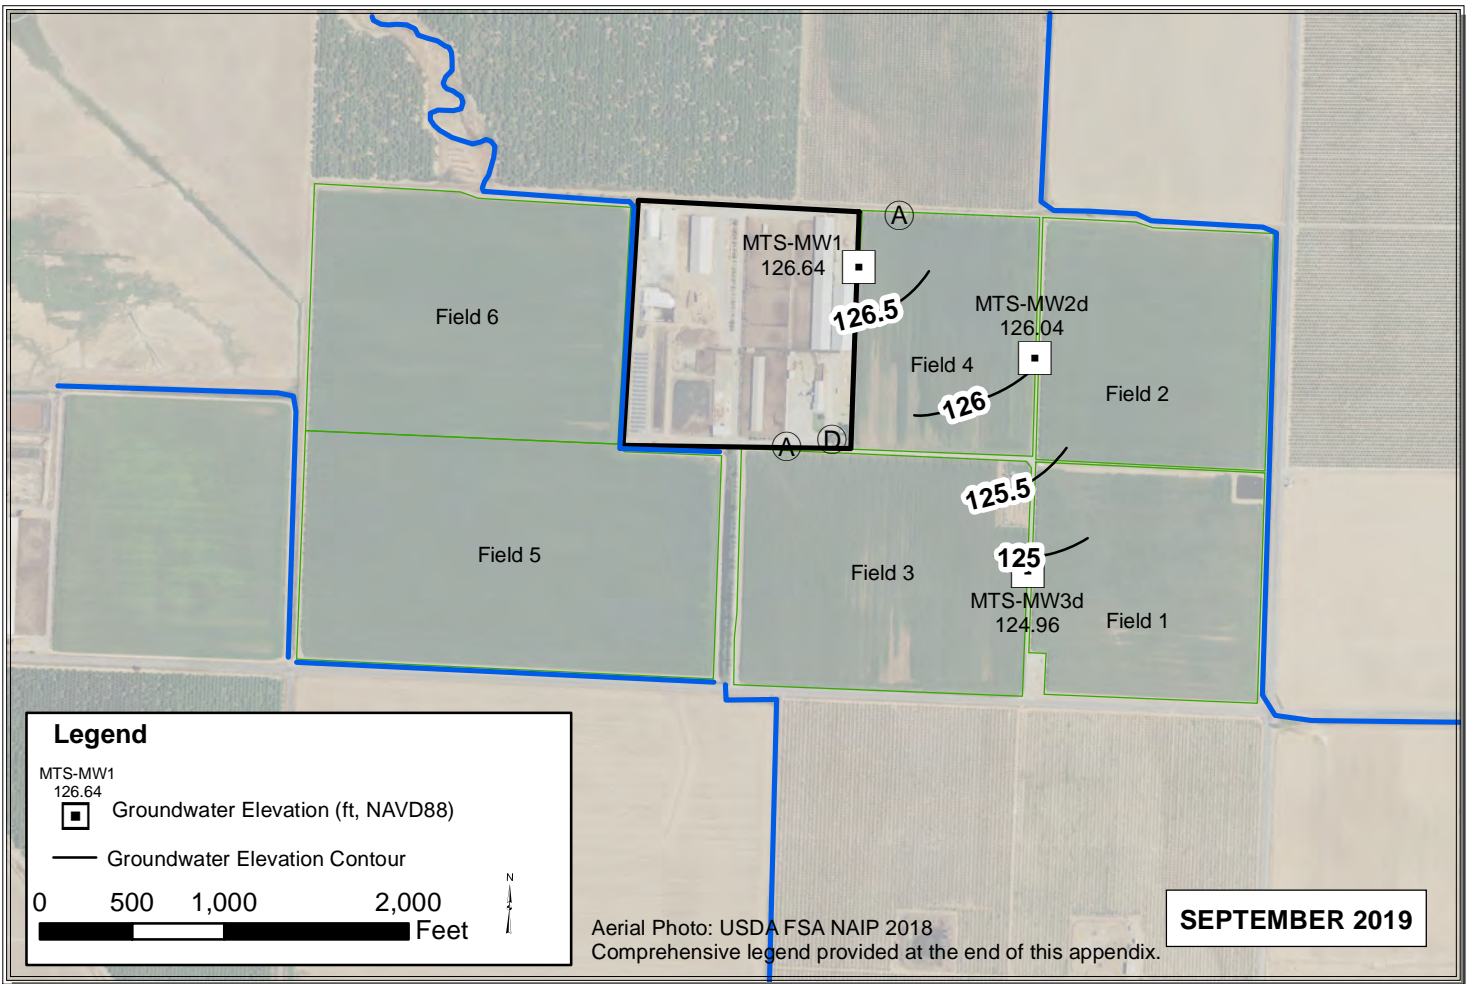 A
MTS-MW1
126.64
126.5
MTS-MW2d
126.04
Field 6
Field 4
Field 2
126
A
D
125.5
Field 5
Field 3
125
MTS-MW3d
124.96
Field 1
Legend
MTS-MW1
126.64
Groundwater Elevation (ft, NAVD88)
Groundwater Elevation Contour
N
0 500 1,000 2,000
Feet
Aerial Photo: USDA FSA NAIP 2018
Comprehensive legend provided at the end of this appendix.
SEPTEMBER 2019